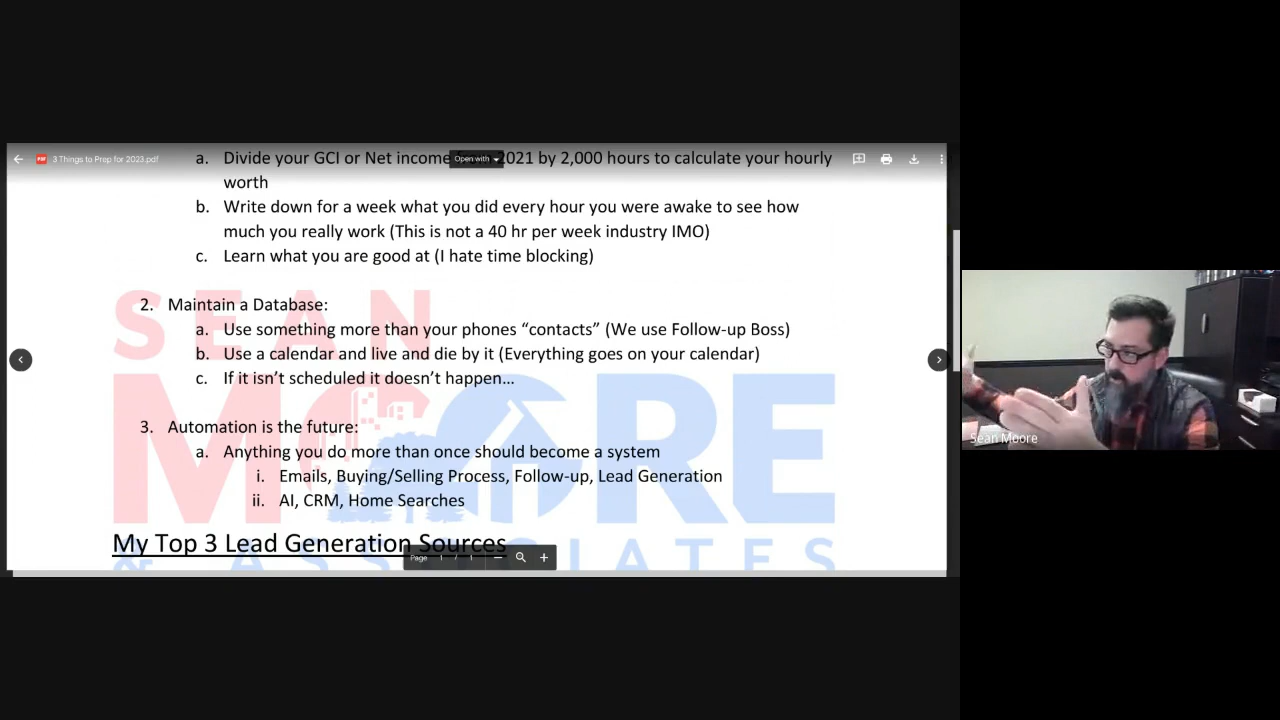 3 Things to Prep for 2023.pdf
Open with
a. Divide your GCI or Net income 2021 by 2,000 hours to calculate your hourly
worth
b. Write down for a week what you did every hour you were awake to see how
much you really work (This is not a 40 hr per week industry IMO)
c. Learn what you are good at (I hate time blocking)
2. Maintain a Database:
a. Use something more than your phones “contacts” (We use Follow-up Boss)
b. Use a calendar and live and die by it (Everything goes on your calendar)
c. If it isn’t scheduled it doesn’t happen…
3. Automation is the future:
a. Anything you do more than once should become a system
i. Emails, Buying/Selling Process, Follow-up, Lead Generation
ii. AI, CRM, Home Searches
My Top 3 Lead Generation Sources
Page 1 / 1
SEAN
MOORE
& ASSOCIATES
Sean Moore